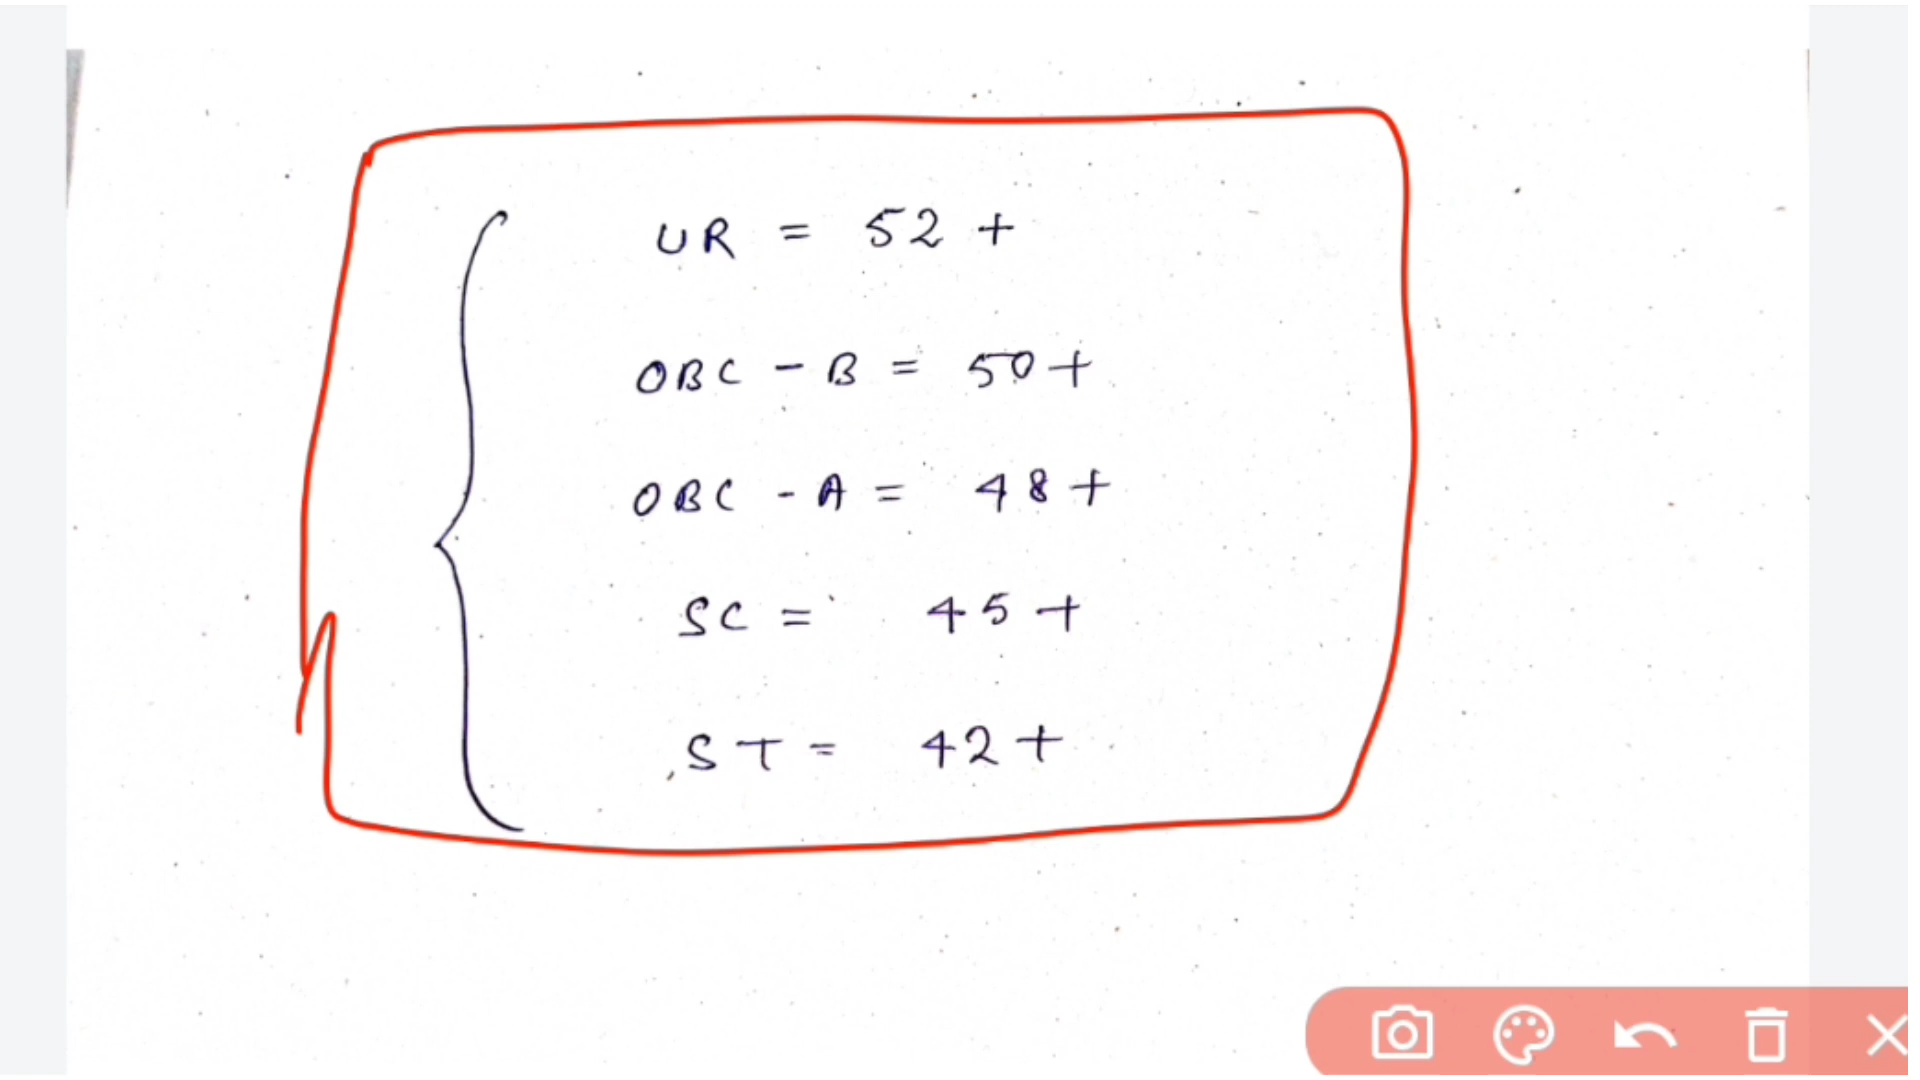 UR = 52 +
OBC - B = 50+
OBC - A = 48+
SC = 45+
ST = 42+